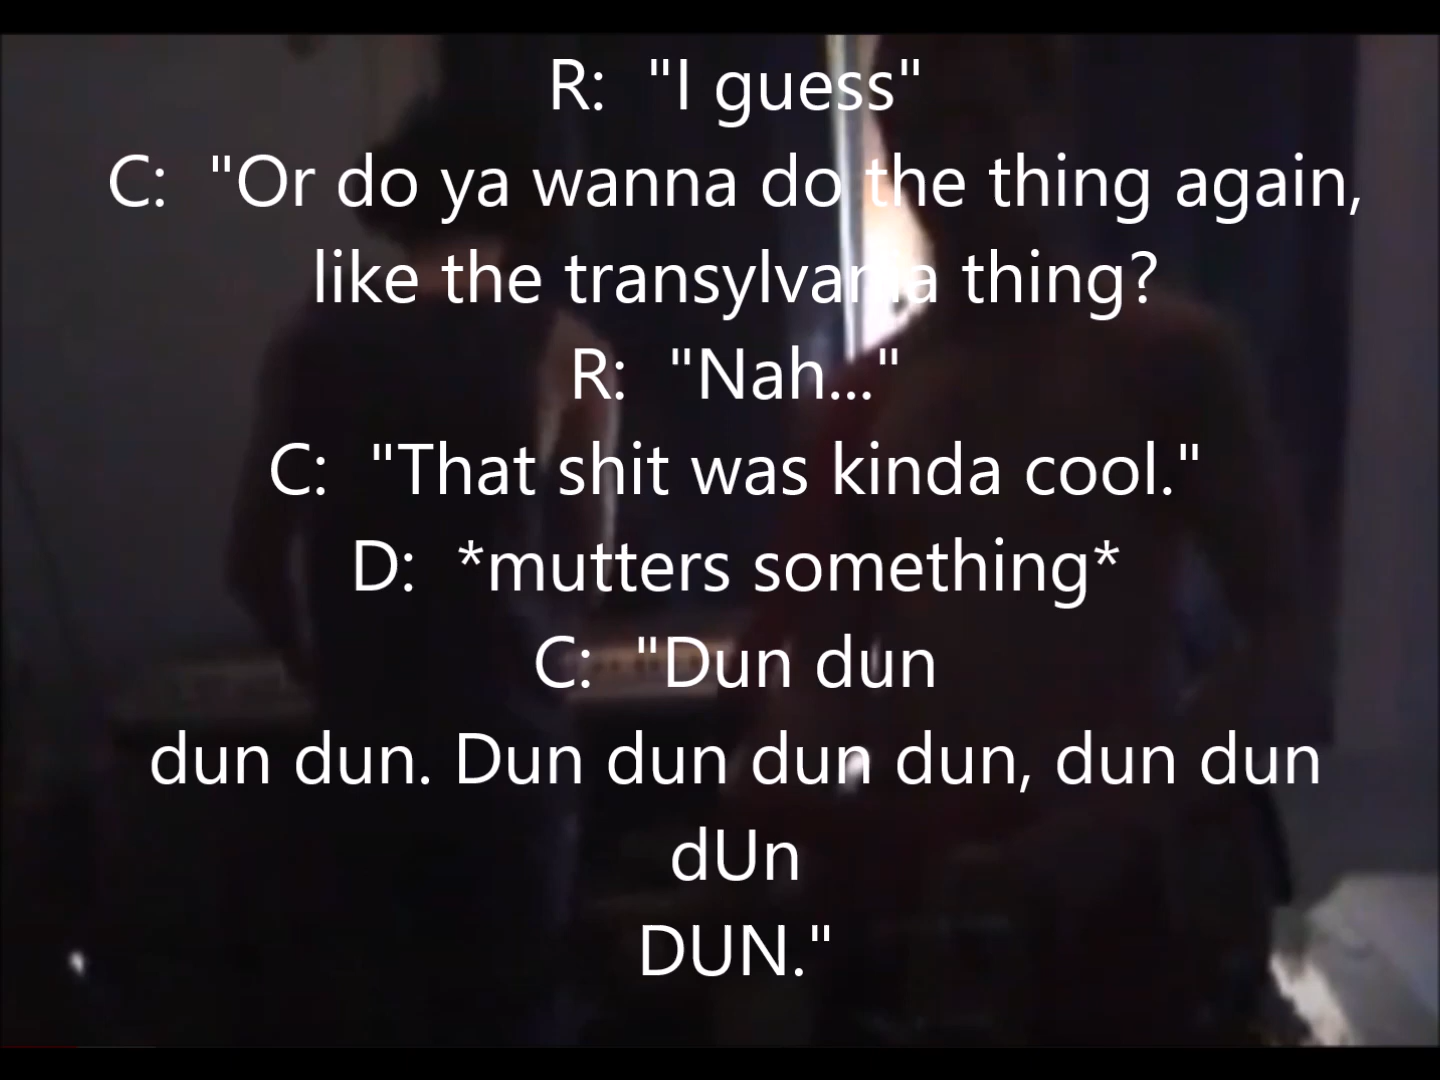 R:  "I guess"
C:  "Or do ya wanna do the thing again,
like the transylvania thing?
R:  "Nah..."
C:  "That shit was kinda cool."
D:  *mutters something*
C:  "Dun dun
dun dun. Dun dun dun dun, dun dun
dUn
DUN."